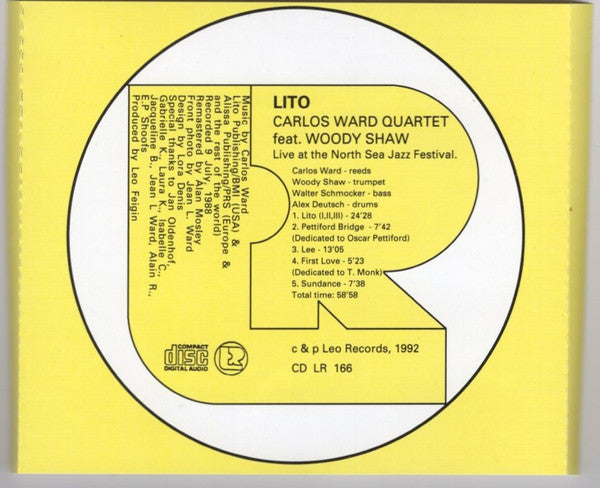 LITO
CARLOS WARD QUARTET
feat. WOODY SHAW
Live at the North Sea Jazz Festival.
Carlos Ward - reeds
Woody Shaw - trumpet
Walter Schmocker - bass
Alex Deutsch - drums
1. Lito (I,II,III) - 24'28
2. Pettiford Bridge - 7'42
(Dedicated to Oscar Pettiford)
3. Lee - 13'05
4. First Love - 5'23
(Dedicated to T. Monk)
5. Sundance - 7'38
Total time: 58'58
c & p Leo Records, 1992
CD LR 166
Music by Carlos Ward
Lito Publishing/BMI (USA) &
Alissa Publishing/PRS (Europe &
and the rest of the world)
Recorded 9 July, 1988
Remastered by Alan Mosley
Front photo by Jean L. Ward
Design by Lora Denis
Special thanks to Jan Oldenhof,
Gabrielle K., Laura K., Isabelle C.,
Jacqueline B., Jean L Ward, Alain R.,
E.P Shoofs
Produced by Leo Feigin
COMPACT
disc
DIGITAL AUDIO